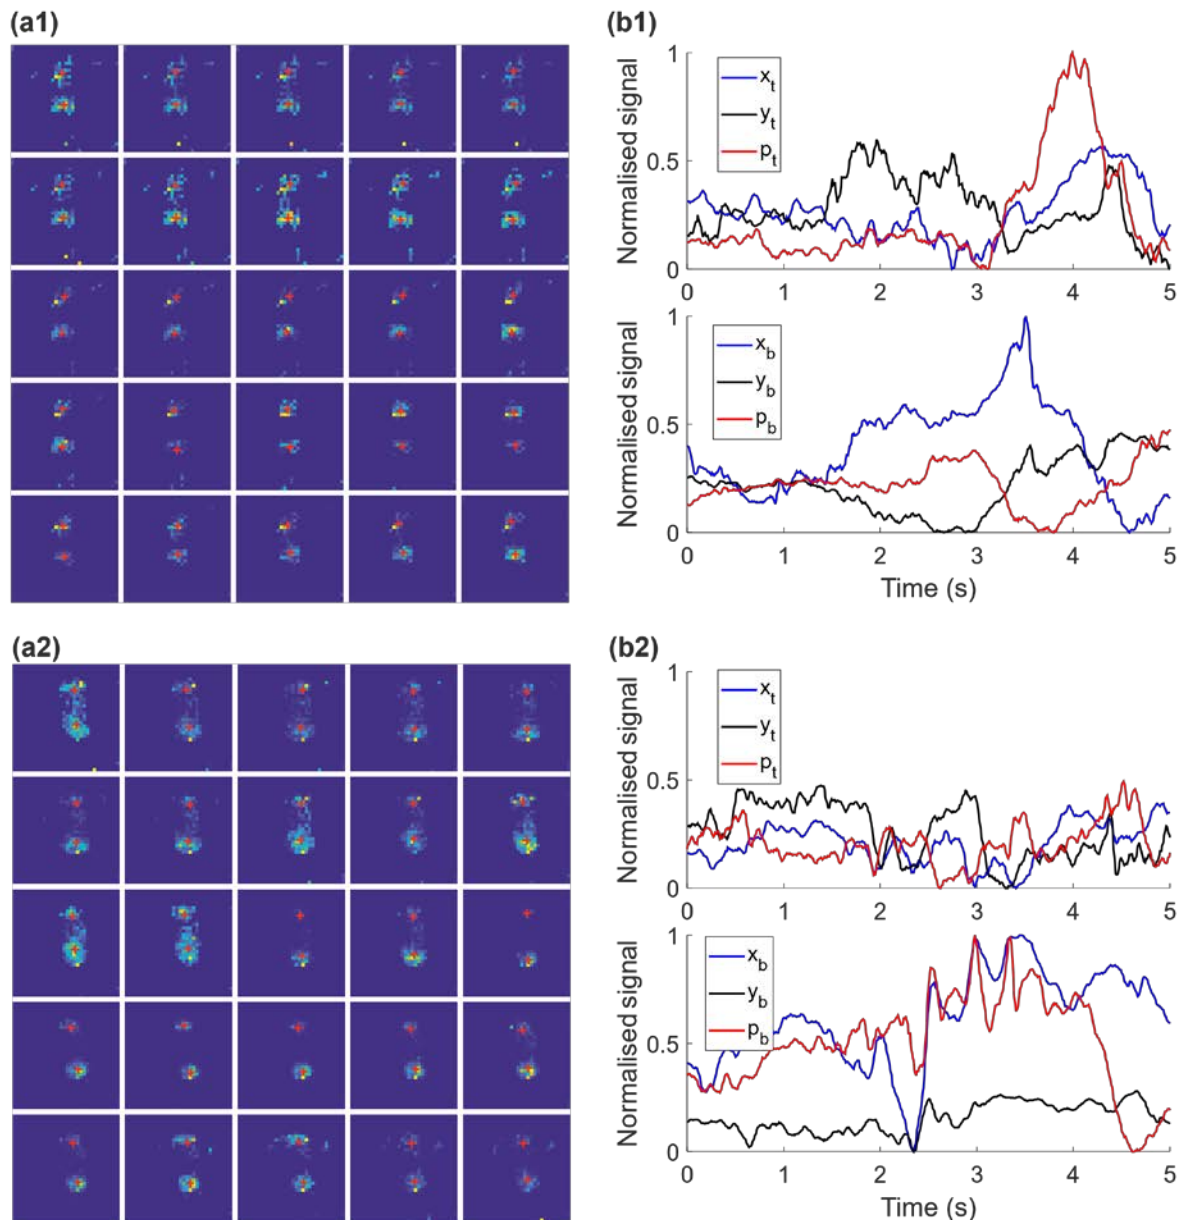 (a1)
(b1)
Normalised signal
1
0.5
0
x_t
y_t
p_t
0 1 2 3 4 5
Normalised signal
1
0.5
0
x_b
y_b
p_b
0 1 2 3 4 5
Time (s)
(a2)
(b2)
Normalised signal
1
0.5
0
x_t
y_t
p_t
0 1 2 3 4 5
Normalised signal
1
0.5
0
x_b
y_b
p_b
0 1 2 3 4 5
Time (s)